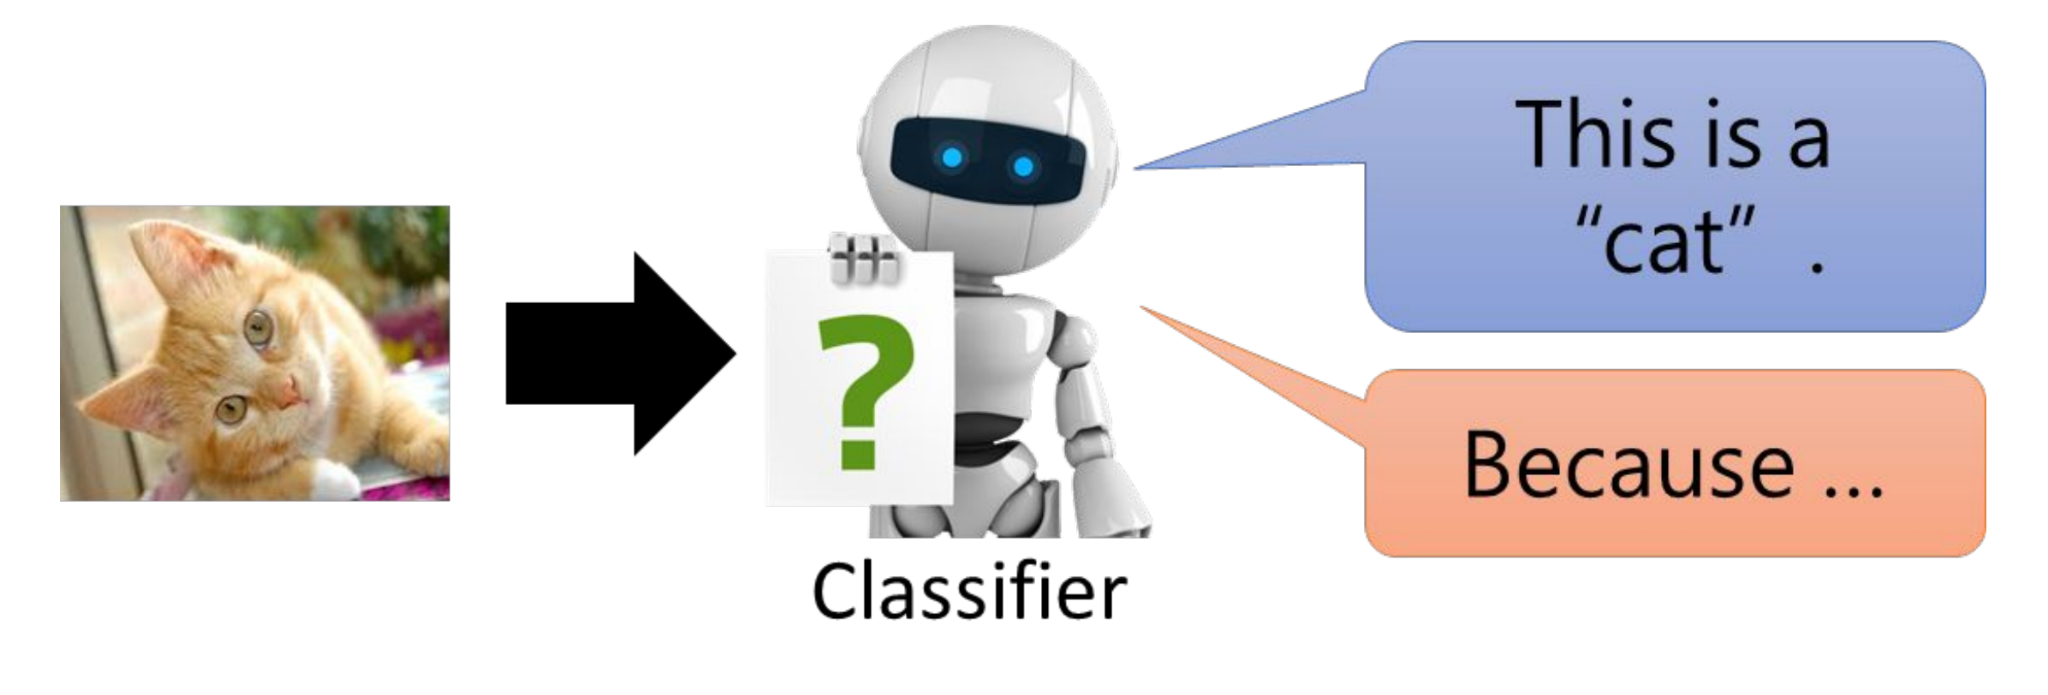 This is a
“cat” .
?
Because ...
Classifier